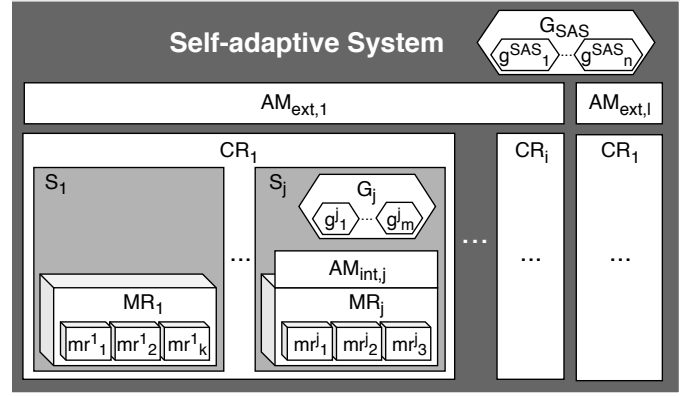 Self-adaptive System
G_SAS
g^SAS_1 ... g^SAS_n
AM_ext,1
AM_ext,l
CR_1
CR_i
CR_1
S_1
S_j
G_j
g^j_1 ... g^j_m
...
...
...
...
AM_int,j
MR_1
MR_j
mr^1_1 mr^1_2 mr^1_k
mr^j_1 mr^j_2 mr^j_3